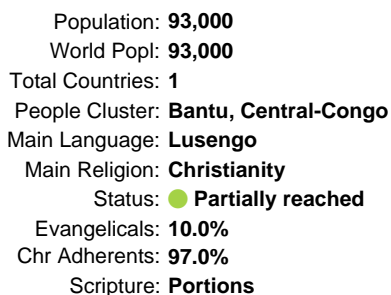 Population: 93,000
World Popl: 93,000
Total Countries: 1
People Cluster: Bantu, Central-Congo
Main Language: Lusengo
Main Religion: Christianity
Status: Partially reached
Evangelicals: 10.0%
Chr Adherents: 97.0%
Scripture: Portions